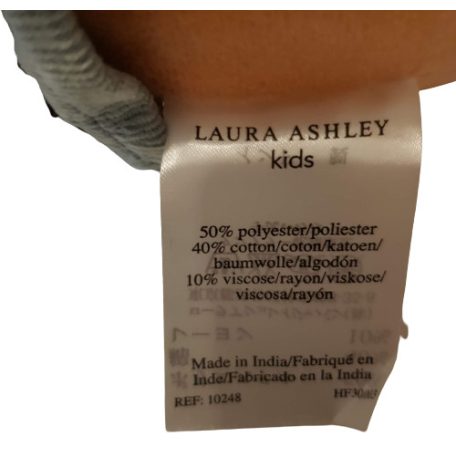 LAURA ASHLEY
kids
50% polyester/poliester
40% cotton/coton/katoen/
baumwolle/algodón
10% viscose/rayon/viskose/
viscosa/rayón
Made in India/Fabriqué en
Inde/Fabricado en la India
REF: 10248